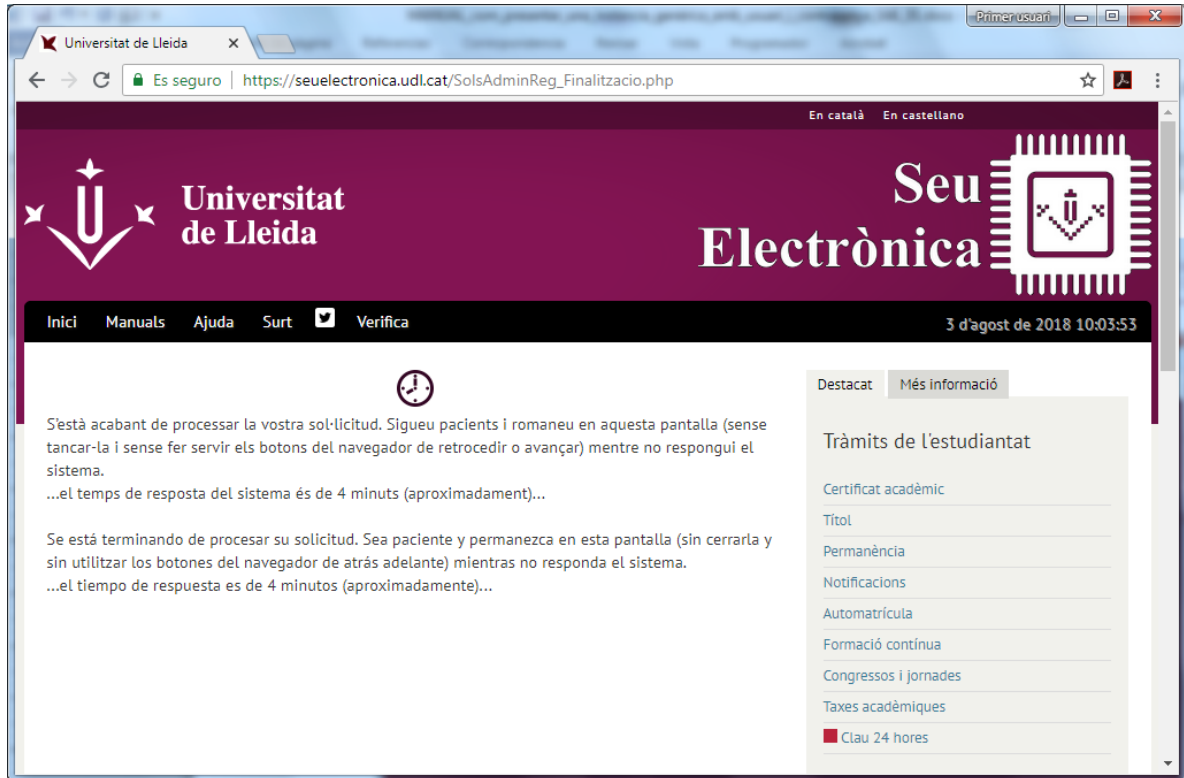 Primer usuari
Universitat de Lleida
Es seguro
https://seuelectronica.udl.cat/SolsAdminReg_Finalitzacio.php
En català En castellano
Universitat
de Lleida
Seu
Electrònica
Inici Manuals Ajuda Surt Verifica
3 d'agost de 2018 10:03:53
S'està acabant de processar la vostra sol·licitud. Sigueu pacients i romaneu en aquesta pantalla (sense
tancar-la i sense fer servir els botons del navegador de retrocedir o avançar) mentre no respongui el
sistema.
...el temps de resposta del sistema és de 4 minuts (aproximadament)...
Se está terminando de procesar su solicitud. Sea paciente y permanezca en esta pantalla (sin cerrarla y
sin utilitzar los botones del navegador de atrás adelante) mientras no responda el sistema.
...el tiempo de respuesta es de 4 minutos (aproximadamente)...
Destacat Més informació
Tràmits de l'estudiantat
Certificat acadèmic
Títol
Permanència
Notificacions
Automatrícula
Formació contínua
Congressos i jornades
Taxes acadèmiques
Clau 24 hores